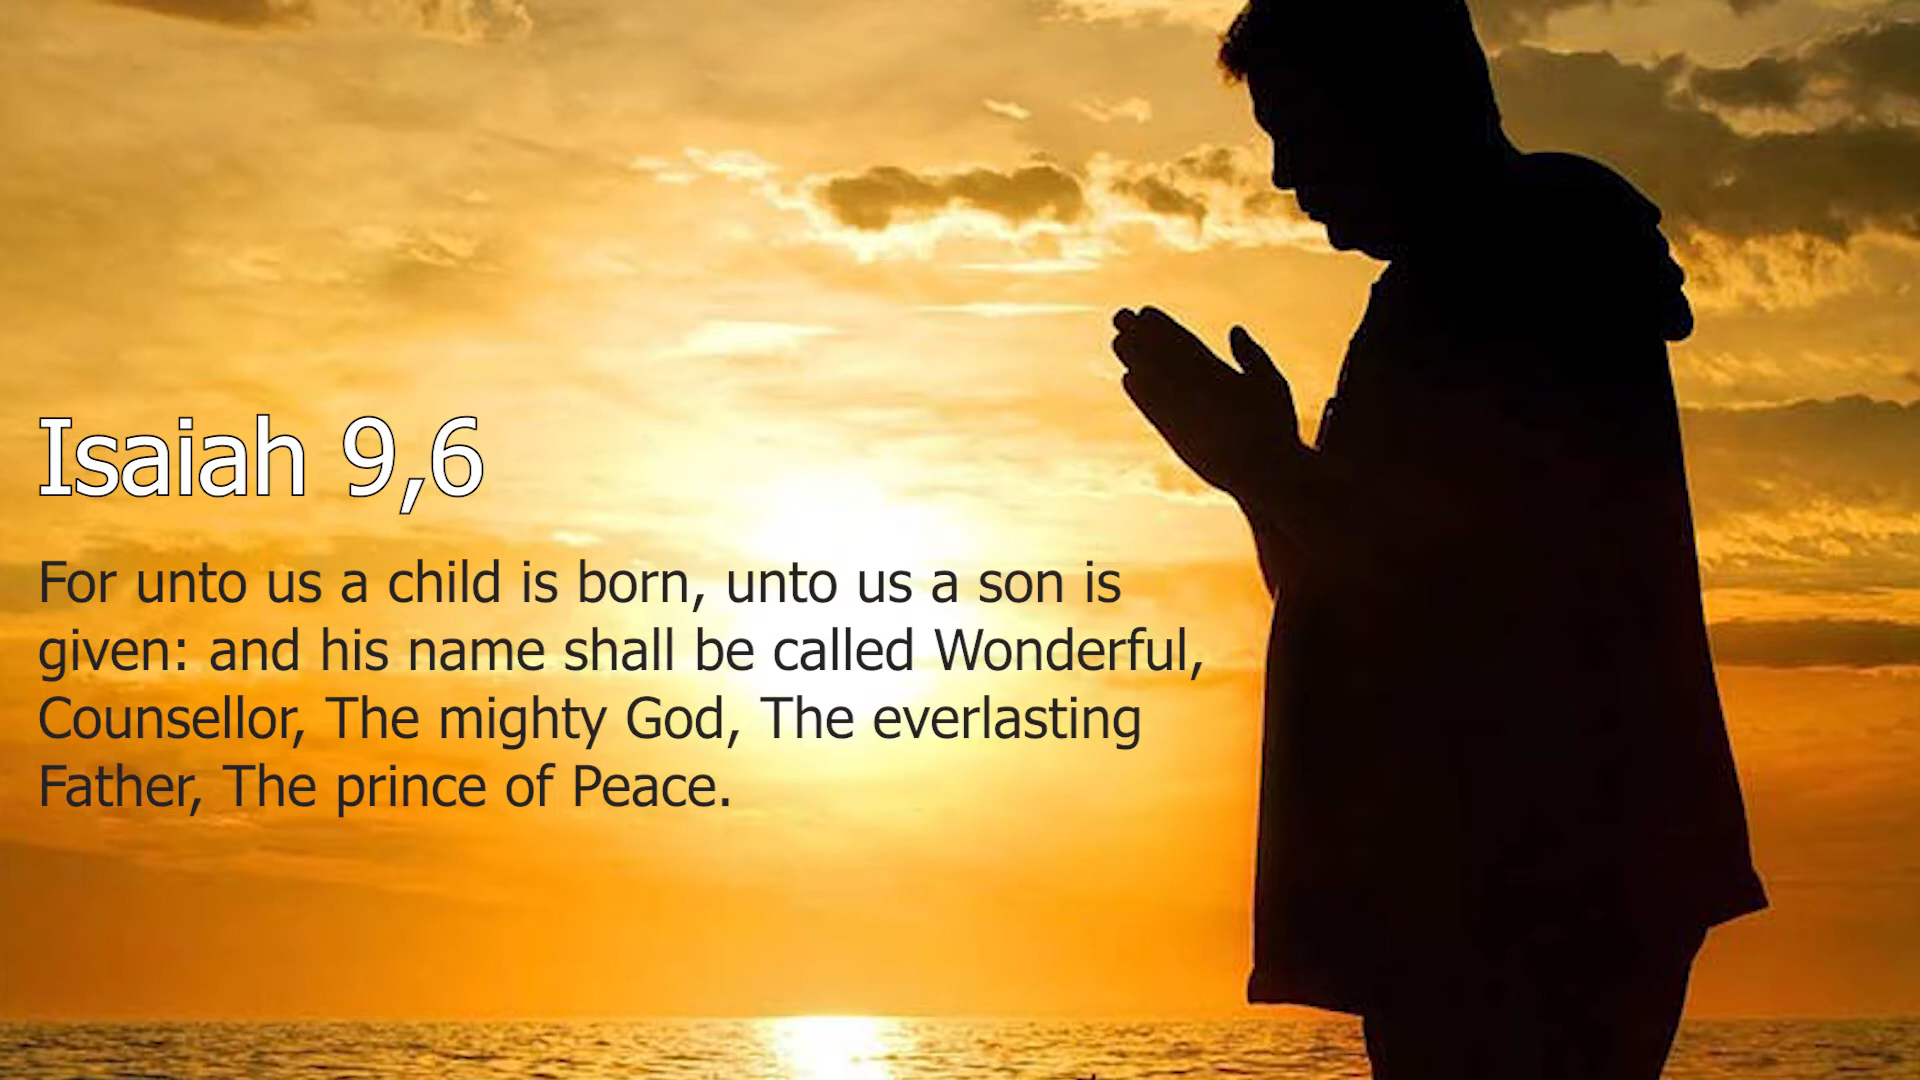 Isaiah 9,6
For unto us a child is born, unto us a son is
given: and his name shall be called Wonderful,
Counsellor, The mighty God, The everlasting
Father, The prince of Peace.